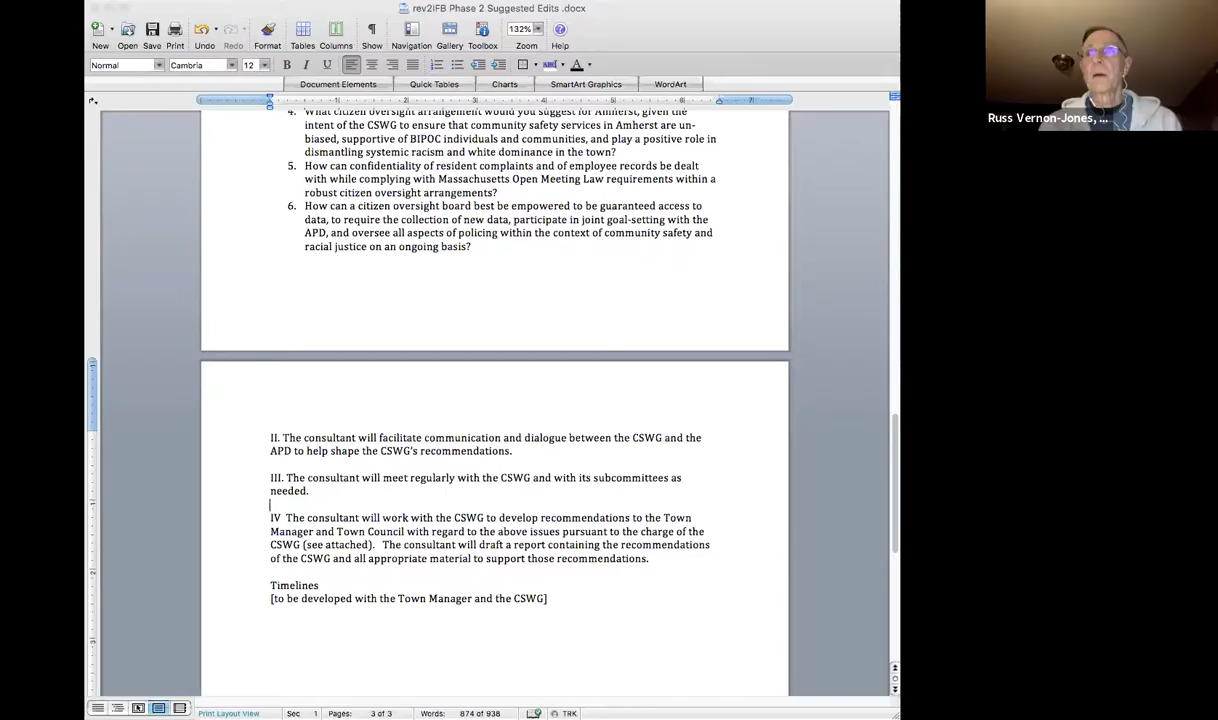 rev2IFB Phase 2 Suggested Edits .docx
132%
New Open Save Print Undo Redo Format Tables Columns Show Navigation Gallery Toolbox Zoom Help
Normal Cambria 12 B I U ABC A
Document Elements Quick Tables Charts SmartArt Graphics WordArt
4. What citizen oversight arrangement would you suggest for Amherst, given the
intent of the CSWG to ensure that community safety services in Amherst are un-
biased, supportive of BIPOC individuals and communities, and play a positive role in
dismantling systemic racism and white dominance in the town?
5. How can confidentiality of resident complaints and of employee records be dealt
with while complying with Massachusetts Open Meeting Law requirements within a
robust citizen oversight arrangements?
6. How can a citizen oversight board best be empowered to be guaranteed access to
data, to require the collection of new data, participate in joint goal-setting with the
APD, and oversee all aspects of policing within the context of community safety and
racial justice on an ongoing basis?
II. The consultant will facilitate communication and dialogue between the CSWG and the
APD to help shape the CSWG's recommendations.
III. The consultant will meet regularly with the CSWG and with its subcommittees as
needed.
IV The consultant will work with the CSWG to develop recommendations to the Town
Manager and Town Council with regard to the above issues pursuant to the charge of the
CSWG (see attached). The consultant will draft a report containing the recommendations
of the CSWG and all appropriate material to support those recommendations.
Timelines
[to be developed with the Town Manager and the CSWG]
Print Layout View Sec 1 Pages: 3 of 3 Words: 874 of 938 TRK
Russ Vernon-Jones, ...